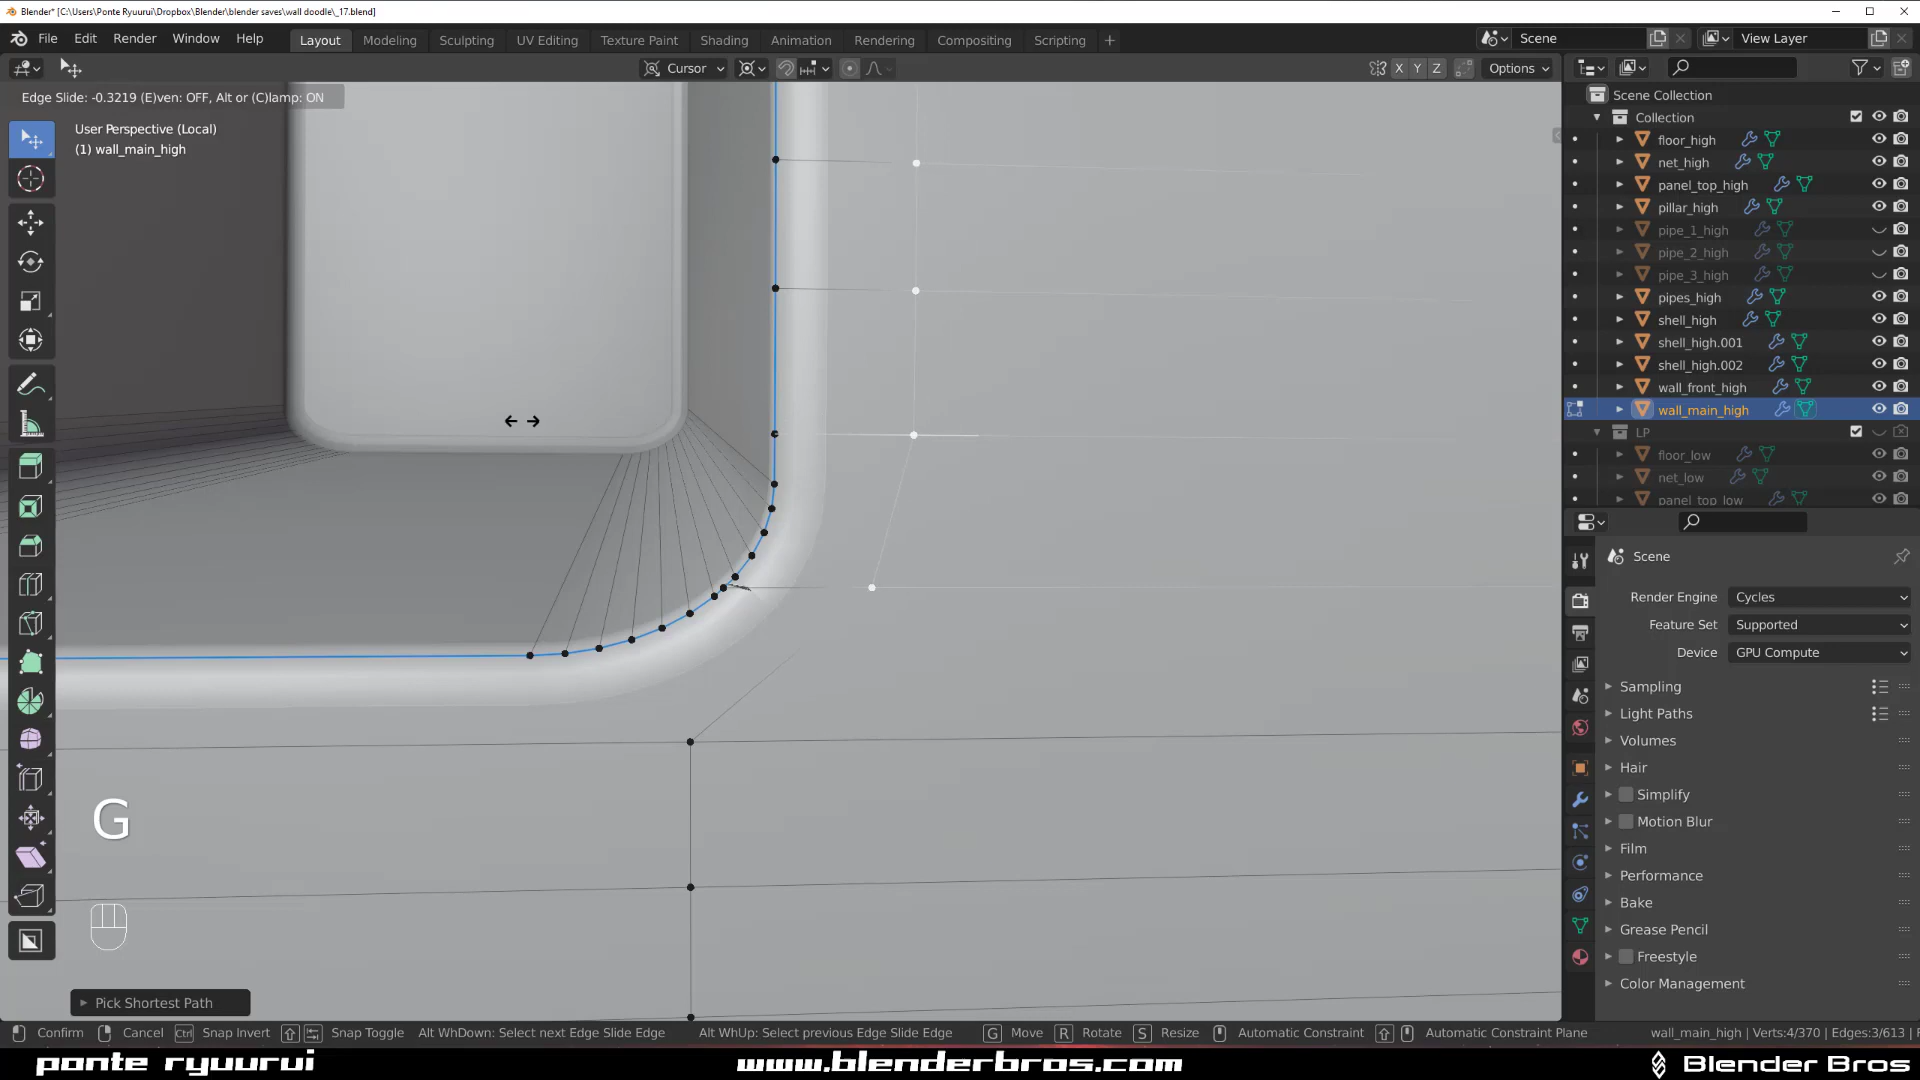 Blender* [C:\Users\Ponte Ryuurui\Dropbox\Blender\blender saves\wall doodle\_17.blend]
File Edit Render Window Help Layout Modeling Sculpting UV Editing Texture Paint Shading Animation Rendering Compositing Scripting + Scene View Layer
Cursor X Y Z Options
Edge Slide: -0.3219 (E)ven: OFF, Alt or (C)lamp: ON
User Perspective (Local)
(1) wall_main_high
Scene Collection
Collection
floor_high
net_high
panel_top_high
pillar_high
pipe_1_high
pipe_2_high
pipe_3_high
pipes_high
shell_high
shell_high.001
shell_high.002
wall_front_high
wall_main_high
LP
floor_low
net_low
panel_top_low
Scene
Render Engine Cycles
Feature Set Supported
Device GPU Compute
Sampling
Light Paths
Volumes
Hair
Simplify
Motion Blur
Film
Performance
Bake
Grease Pencil
Freestyle
Color Management
G
Pick Shortest Path
Confirm Cancel Ctrl Snap Invert Snap Toggle Alt WhDown: Select next Edge Slide Edge Alt WhUp: Select previous Edge Slide Edge G Move R Rotate S Resize Automatic Constraint Automatic Constraint Plane wall_main_high | Verts:4/370 | Edges:3/613 |
ponte ryuurui www.blenderbros.com Blender Bros